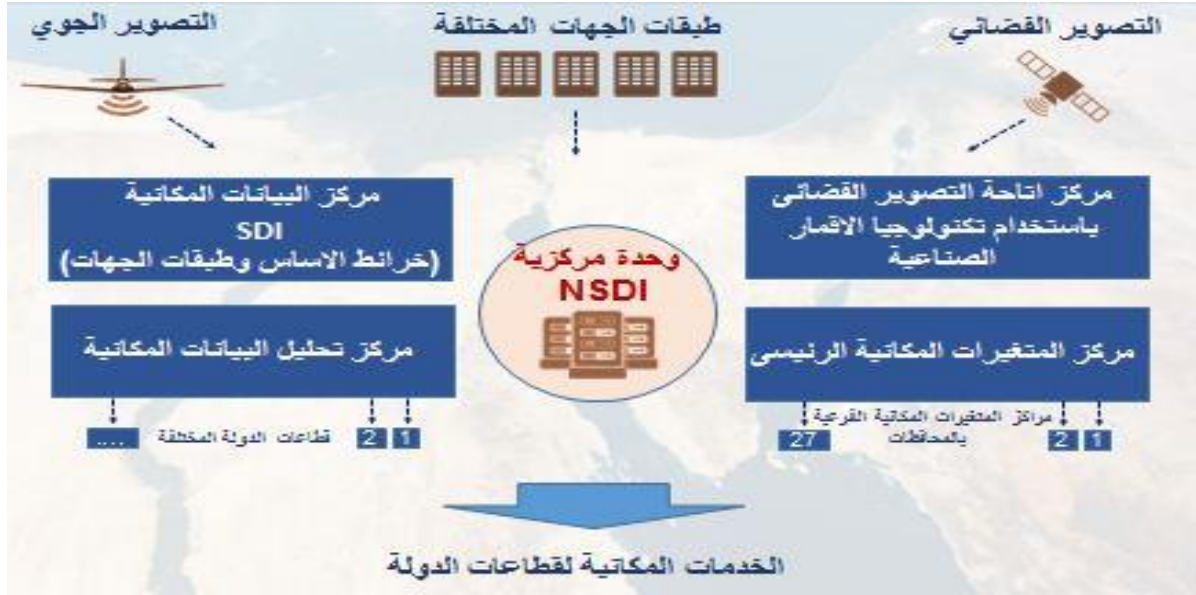 التصوير الفضائي
طبقات الجهات المختلفة
التصوير الجوي
مركز اتاحة التصوير الفضائى
باستخدام تكنولوجيا الاقمار
الصناعية
مركز البيانات المكانية
SDI
(خرائط الاساس وطبقات الجهات)
وحدة مركزية
NSDI
مركز المتغيرات المكانية الرئيسى
مركز تحليل البيانات المكانية
1
2
مراكز المتغيرات المكانية الفرعية
بالمحافظات
27
1
2
قطاعات الدولة المختلفة
....
الخدمات المكانية لقطاعات الدولة